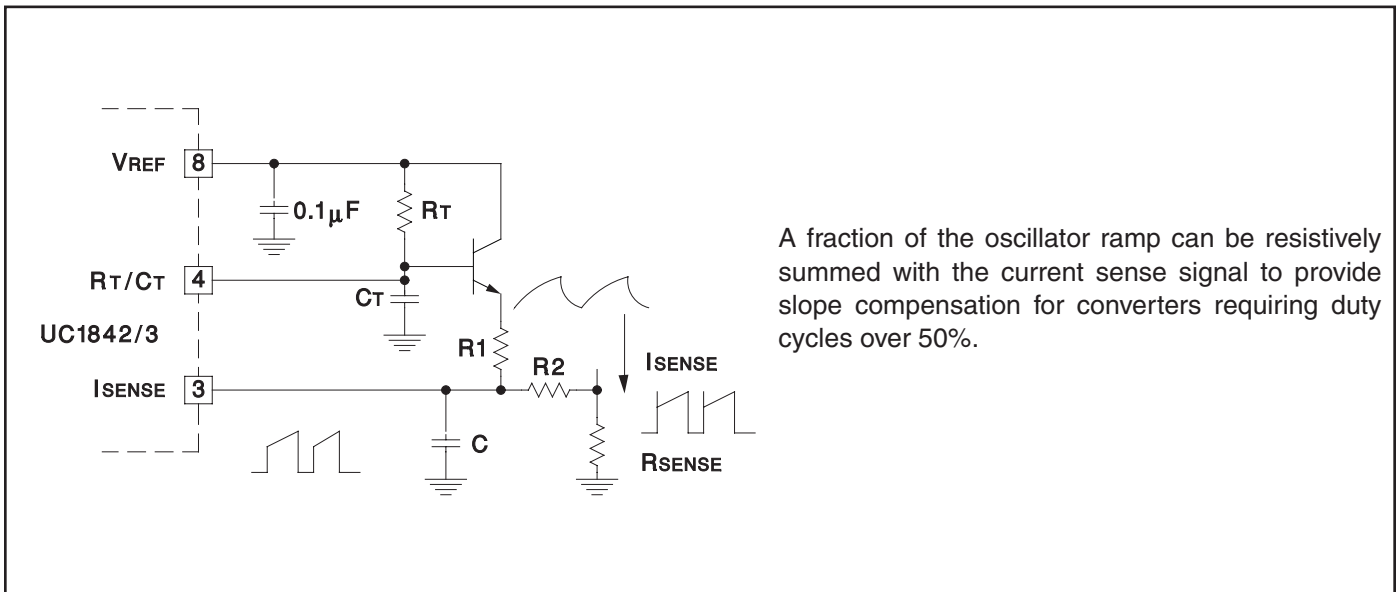 VREF
8
0.1µF
RT
RT/CT
4
CT
UC1842/3
R1
R2
ISENSE
ISENSE
3
C
RSENSE
A fraction of the oscillator ramp can be resistively
summed with the current sense signal to provide
slope compensation for converters requiring duty
cycles over 50%.